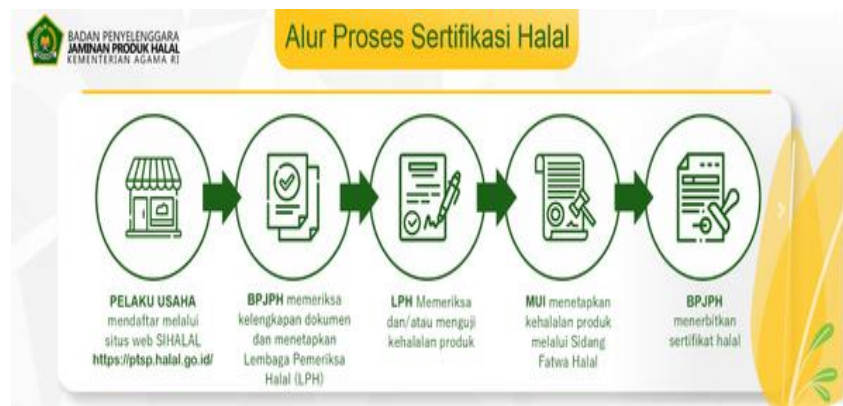 BADAN PENYELENGGARA
JAMINAN PRODUK HALAL
KEMENTERIAN AGAMA RI
Alur Proses Sertifikasi Halal
PELAKU USAHA
mendaftar melalui
situs web SIHALAL
https://ptsp.halal.go.id/
BPJPH memeriksa
kelengkapan dokumen
dan menetapkan
Lembaga Pemeriksa
Halal (LPH)
LPH Memeriksa
dan/atau menguji
kehalalan produk
MUI menetapkan
kehalalan produk
melalui Sidang
Fatwa Halal
BPJPH
menerbitkan
sertifikat halal